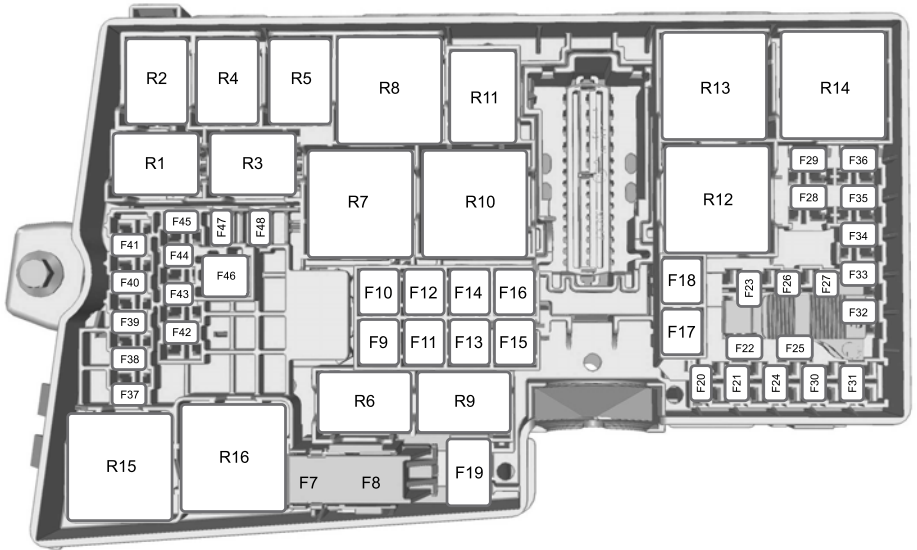 R2 R4 R5 R8 R11 R13 R14
R1 R3 R7 R10 R12 F29 F36
F28 F35
F45 F47 F48 F34
F41 F44
F40 F46 F10 F12 F14 F16 F18 F23 F26 F27 F33
F43
F39 F42 F9 F11 F13 F15 F17 F32
F38 F22 F25
F37 F20 F21 F24 F30 F31
R6 R9
R15 R16 F7 F8 F19